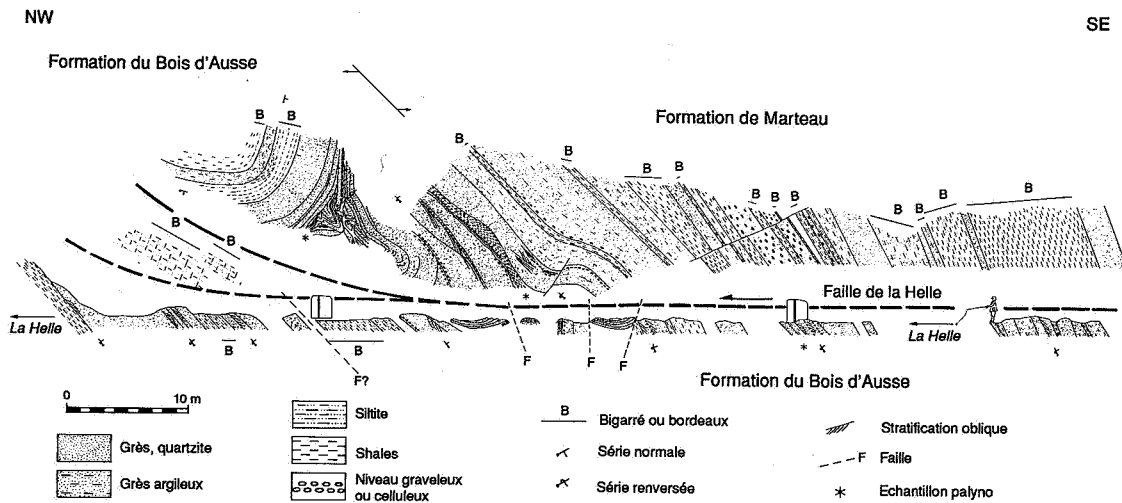 NW
SE
Formation du Bois d'Ausse
Formation de Marteau
B B
B
B
B
B
B
B B
B
B B
B
B
B
Faille de la Helle
La Helle
La Helle
B
B
F
F
F
F?
Formation du Bois d'Ausse
0 10 m
Grès, quartzite
Grès argileux
Siltite
Shales
Niveau graveleux
ou celluleux
B
Bigarré ou bordeaux
Série normale
Série renversée
Stratification oblique
F Faille
Echantillon palyno